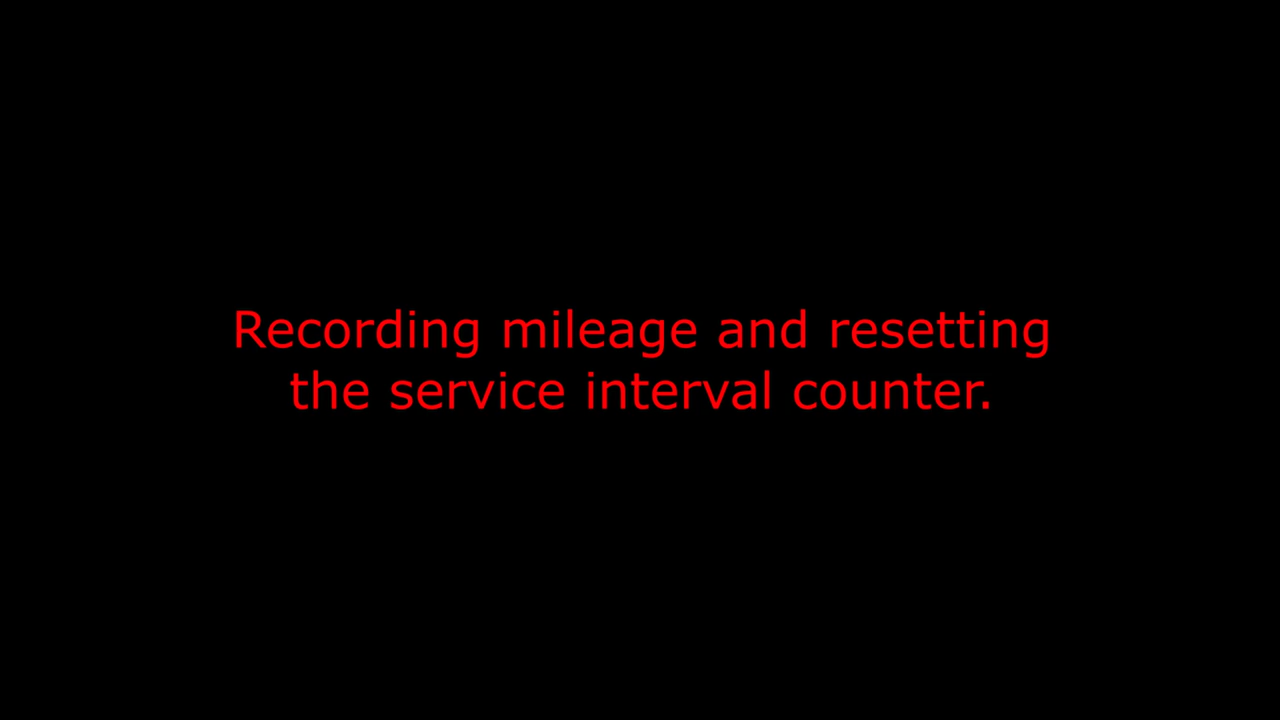 Recording mileage and resetting
the service interval counter.